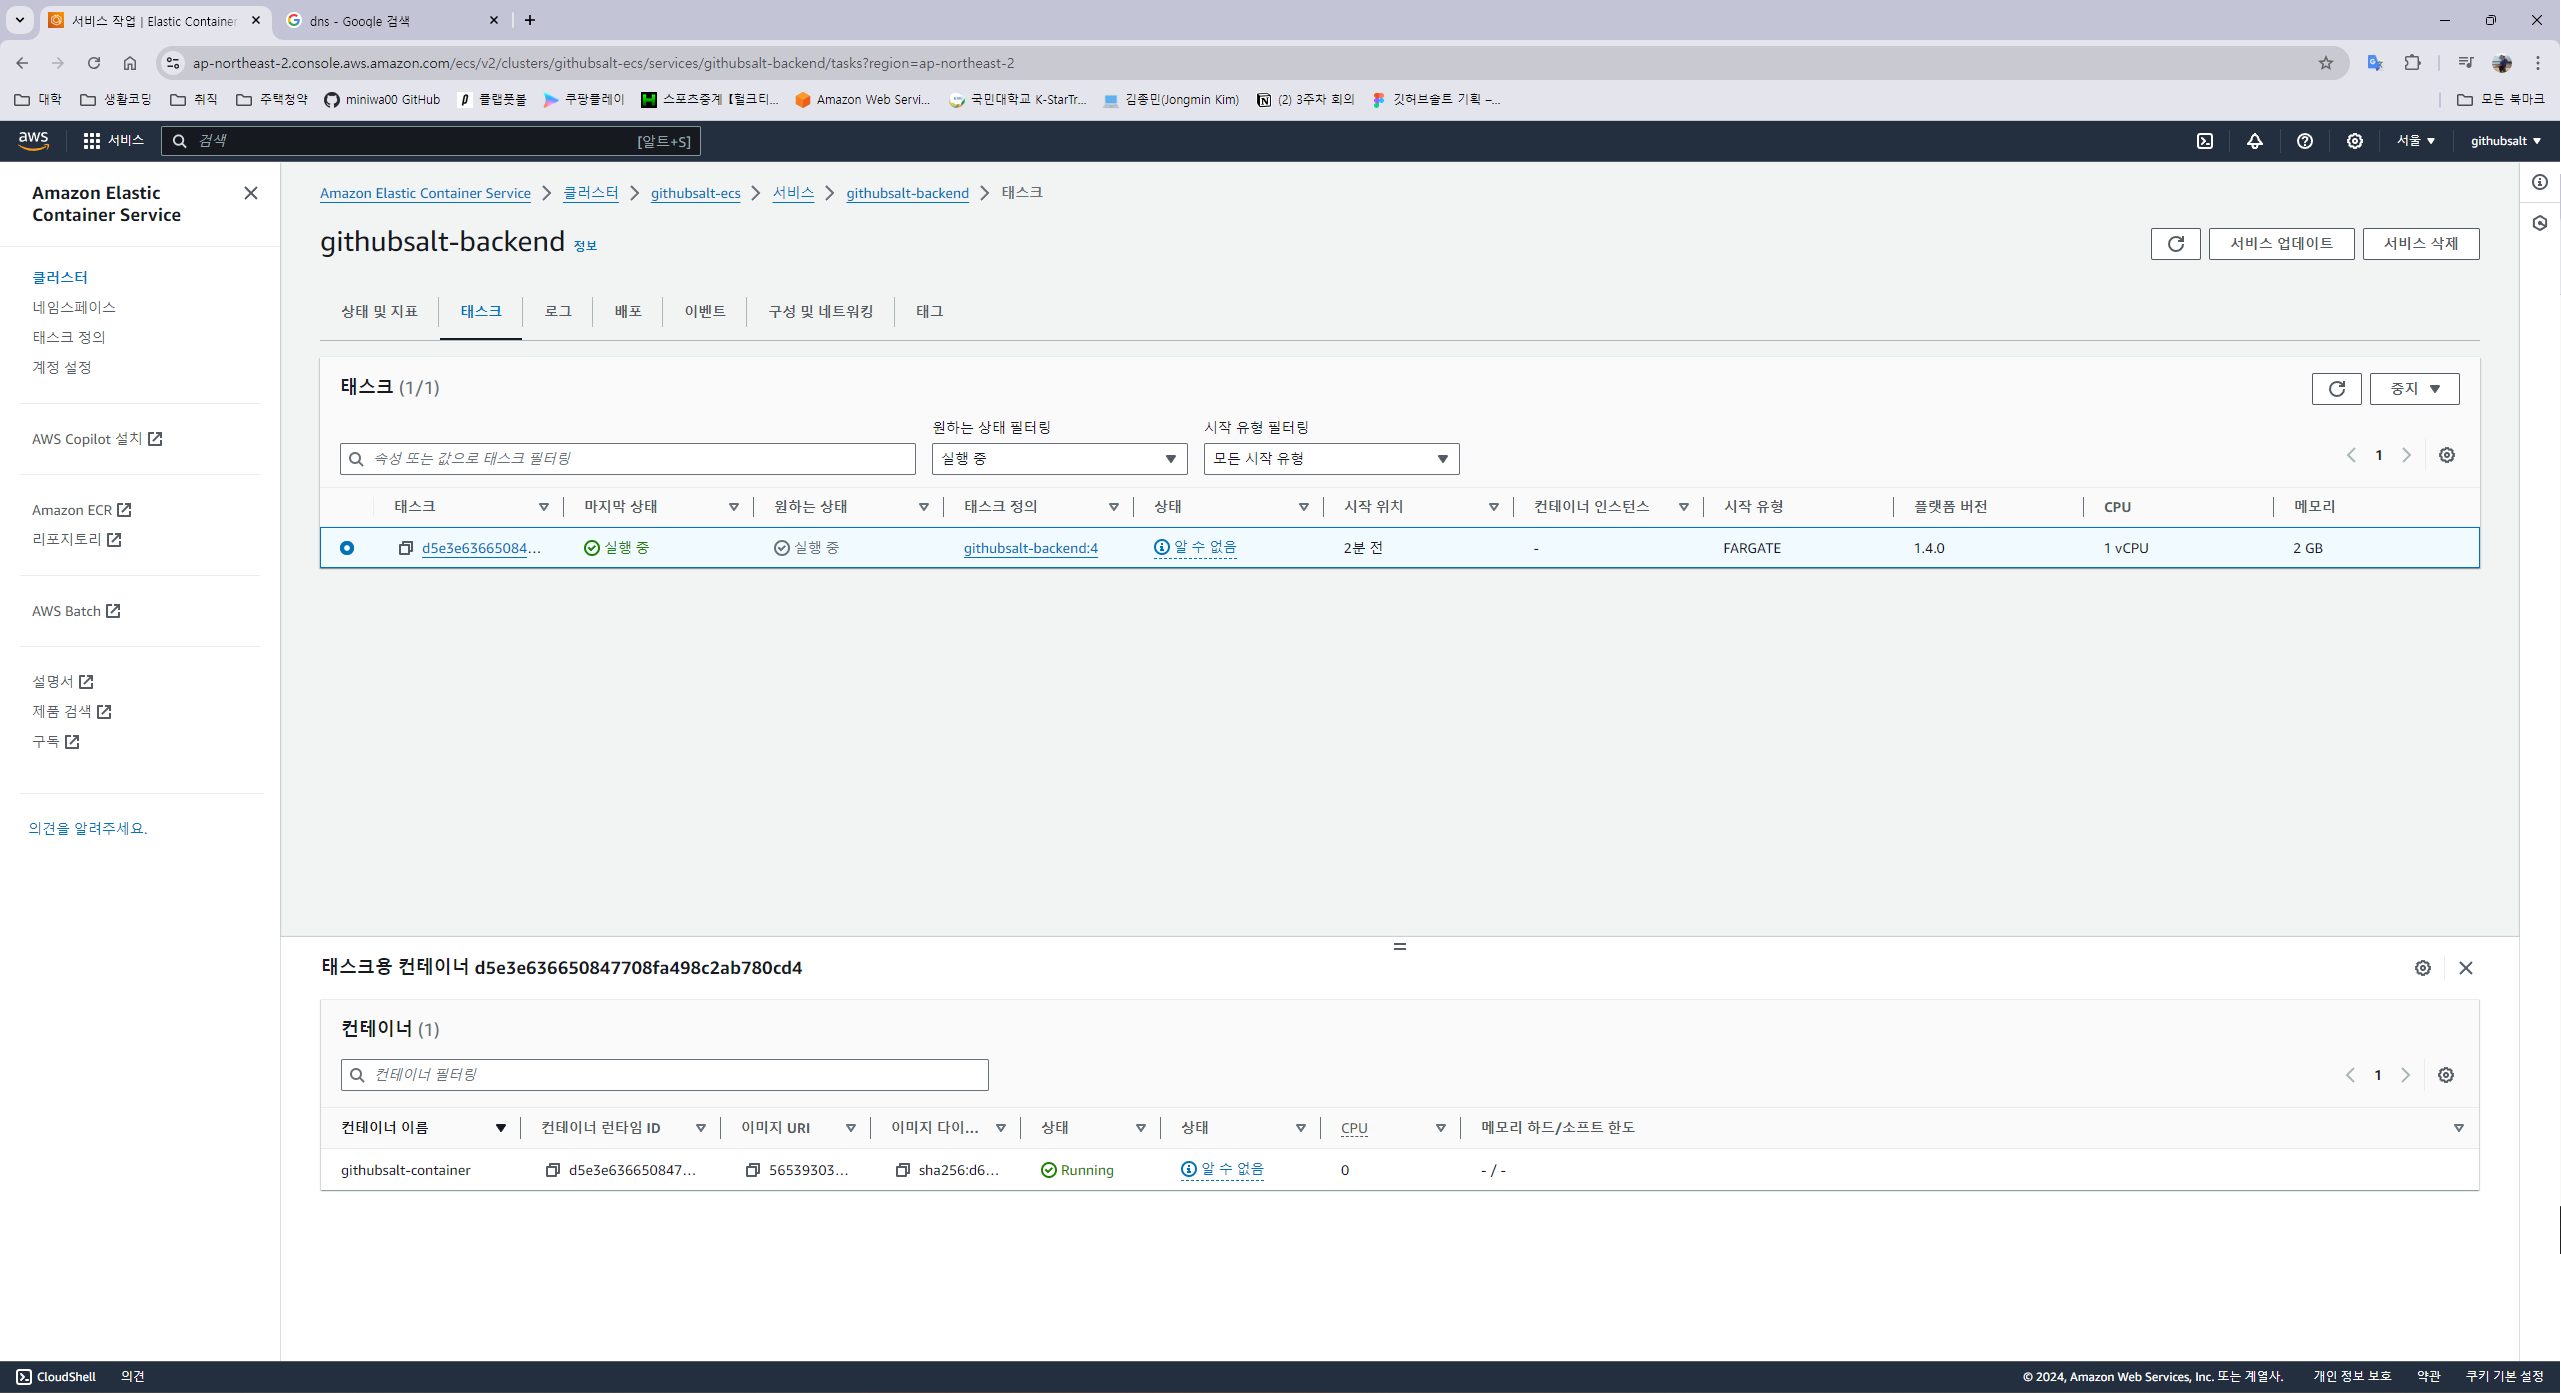 서비스 작업 | Elastic Container
dns - Google 검색
ap-northeast-2.console.aws.amazon.com/ecs/v2/clusters/githubsalt-ecs/services/githubsalt-backend/tasks?region=ap-northeast-2
대학 생활코딩 취직 주택청약 miniwa00 GitHub 플랩풋볼 쿠팡플레이 스포츠중계【헐크티... Amazon Web Servi... 국민대학교 K-StarTr... 김종민(Jongmin Kim) (2) 3주차 회의 깃허브솔트 기획 –... 모든 북마크
aws 서비스 검색 [알트+S] 서울 githubsalt
Amazon Elastic
Container Service
클러스터
네임스페이스
태스크 정의
계정 설정
AWS Copilot 설치
Amazon ECR
리포지토리
AWS Batch
설명서
제품 검색
구독
의견을 알려주세요.
Amazon Elastic Container Service 클러스터 githubsalt-ecs 서비스 githubsalt-backend 태스크
githubsalt-backend 정보
서비스 업데이트 서비스 삭제
상태 및 지표 태스크 로그 배포 이벤트 구성 및 네트워킹 태그
태스크 (1/1)
중지
원하는 상태 필터링 시작 유형 필터링
속성 또는 값으로 태스크 필터링 실행 중 모든 시작 유형 1
태스크 마지막 상태 원하는 상태 태스크 정의 상태 시작 위치 컨테이너 인스턴스 시작 유형 플랫폼 버전 CPU 메모리
d5e3e63665084... 실행 중 실행 중 githubsalt-backend:4 알 수 없음 2분 전 - FARGATE 1.4.0 1 vCPU 2 GB
태스크용 컨테이너 d5e3e636650847708fa498c2ab780cd4
컨테이너 (1)
컨테이너 필터링 1
컨테이너 이름 컨테이너 런타임 ID 이미지 URI 이미지 다이... 상태 상태 CPU 메모리 하드/소프트 한도
githubsalt-container d5e3e636650847... 56539303... sha256:d6... Running 알 수 없음 0 - / -
CloudShell 의견 © 2024, Amazon Web Services, Inc. 또는 계열사. 개인 정보 보호 약관 쿠키 기본 설정